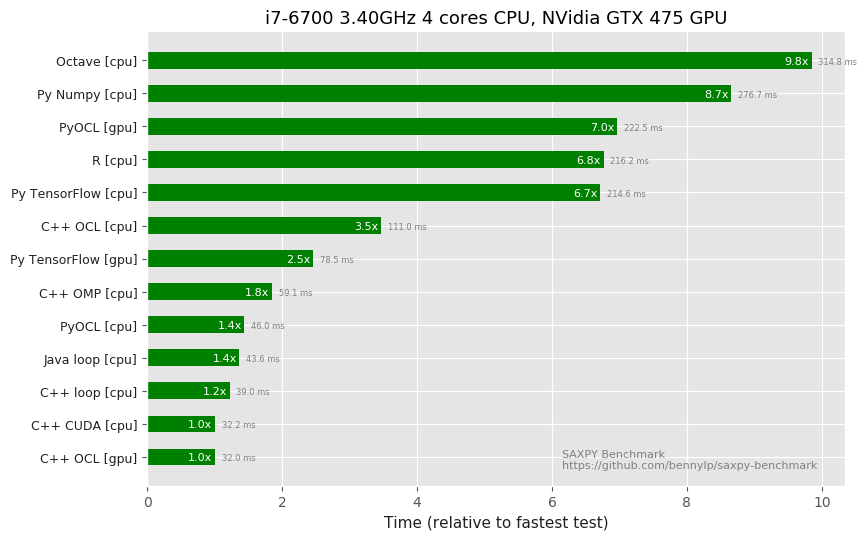 i7-6700 3.40GHz 4 cores CPU, NVidia GTX 475 GPU
Octave [cpu] 9.8x 314.8 ms
Py Numpy [cpu] 8.7x 276.7 ms
PyOCL [gpu] 7.0x 222.5 ms
R [cpu] 6.8x 216.2 ms
Py TensorFlow [cpu] 6.7x 214.6 ms
C++ OCL [cpu] 3.5x 111.0 ms
Py TensorFlow [gpu] 2.5x 78.5 ms
C++ OMP [cpu] 1.8x 59.1 ms
PyOCL [cpu] 1.4x 46.0 ms
Java loop [cpu] 1.4x 43.6 ms
C++ loop [cpu] 1.2x 39.0 ms
C++ CUDA [cpu] 1.0x 32.2 ms
C++ OCL [gpu] 1.0x 32.0 ms
SAXPY Benchmark
https://github.com/bennylp/saxpy-benchmark
0 2 4 6 8 10
Time (relative to fastest test)